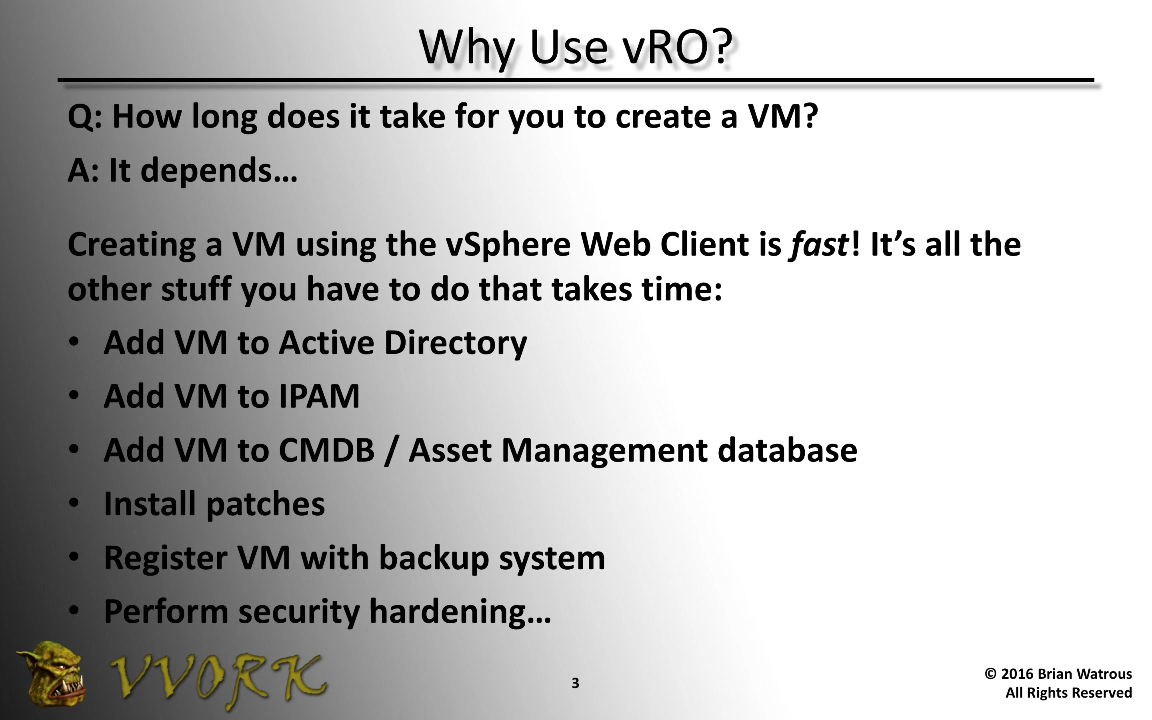 Why Use vRO?
Q: How long does it take for you to create a VM?
A: It depends…
Creating a VM using the vSphere Web Client is fast! It’s all the
other stuff you have to do that takes time:
• Add VM to Active Directory
• Add VM to IPAM
• Add VM to CMDB / Asset Management database
• Install patches
• Register VM with backup system
• Perform security hardening…
VVORK
3
© 2016 Brian Watrous
All Rights Reserved